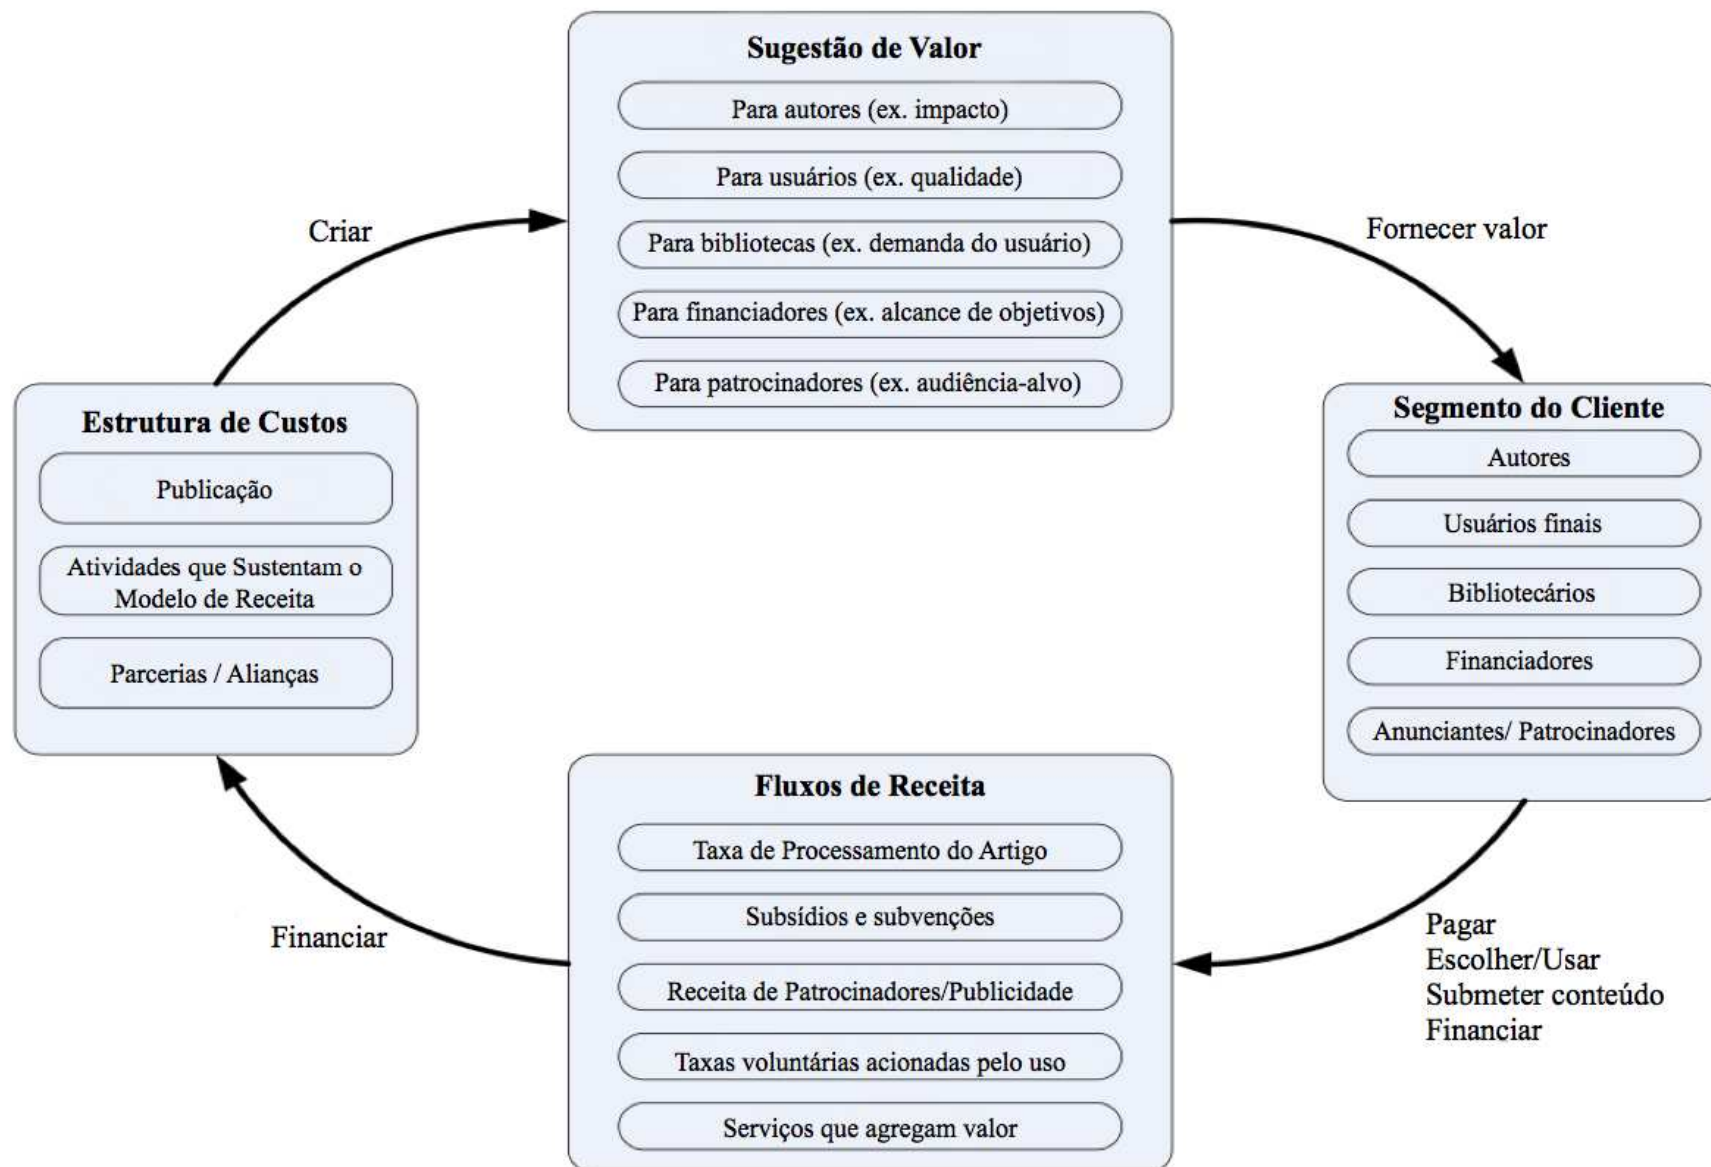 Sugestão de Valor
Para autores (ex. impacto)
Para usuários (ex. qualidade)
Para bibliotecas (ex. demanda do usuário)
Para financiadores (ex. alcance de objetivos)
Para patrocinadores (ex. audiência-alvo)
Criar
Fornecer valor
Estrutura de Custos
Publicação
Atividades que Sustentam o
Modelo de Receita
Parcerias / Alianças
Segmento do Cliente
Autores
Usuários finais
Bibliotecários
Financiadores
Anunciantes/ Patrocinadores
Fluxos de Receita
Taxa de Processamento do Artigo
Subsídios e subvenções
Receita de Patrocinadores/Publicidade
Taxas voluntárias acionadas pelo uso
Serviços que agregam valor
Financiar
Pagar
Escolher/Usar
Submeter conteúdo
Financiar